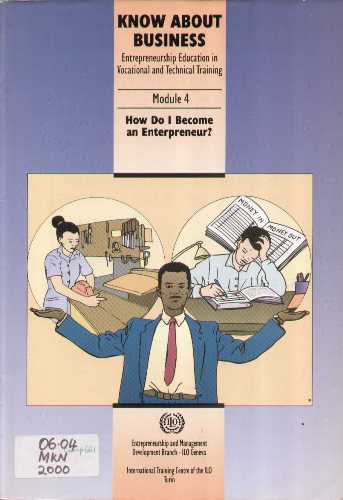 KNOW ABOUT
BUSINESS
Entrepreneurship Education in
Vocational and Technical Training
Module 4
How Do I Become
an Enterpreneur?
MONEY IN
MONEY OUT
06.04
MKN
2000
Entrepreneurship and Management
Development Branch - ILO Geneva
International Training Centre of the ILO
Turin